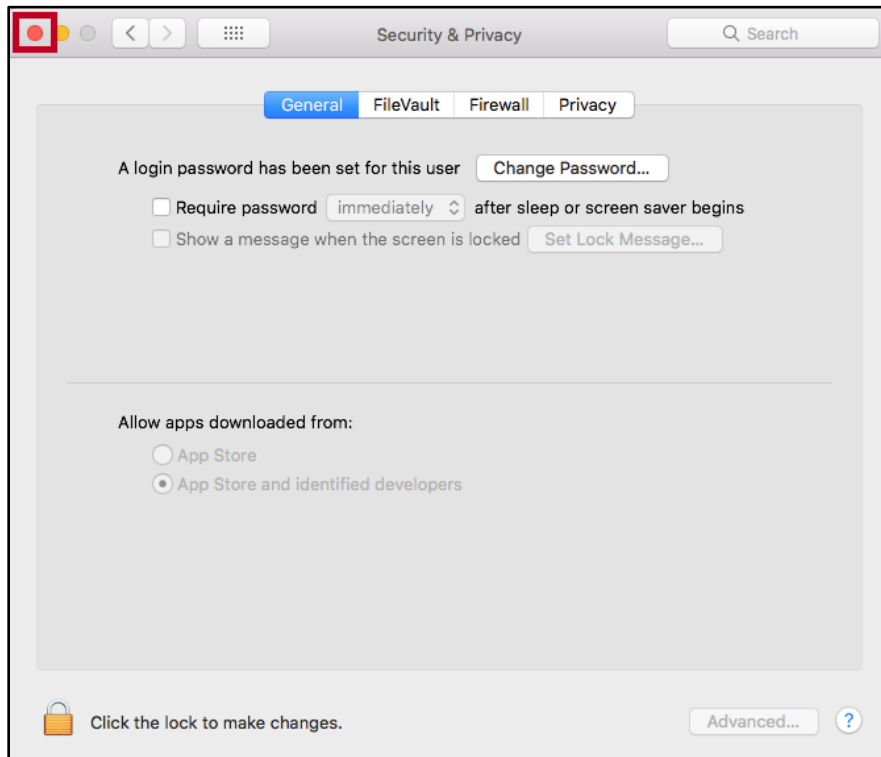 Security & Privacy
Search
General FileVault Firewall Privacy
A login password has been set for this user Change Password...
Require password immediately after sleep or screen saver begins
Show a message when the screen is locked Set Lock Message...
Allow apps downloaded from:
App Store
App Store and identified developers
Click the lock to make changes.
Advanced... ?